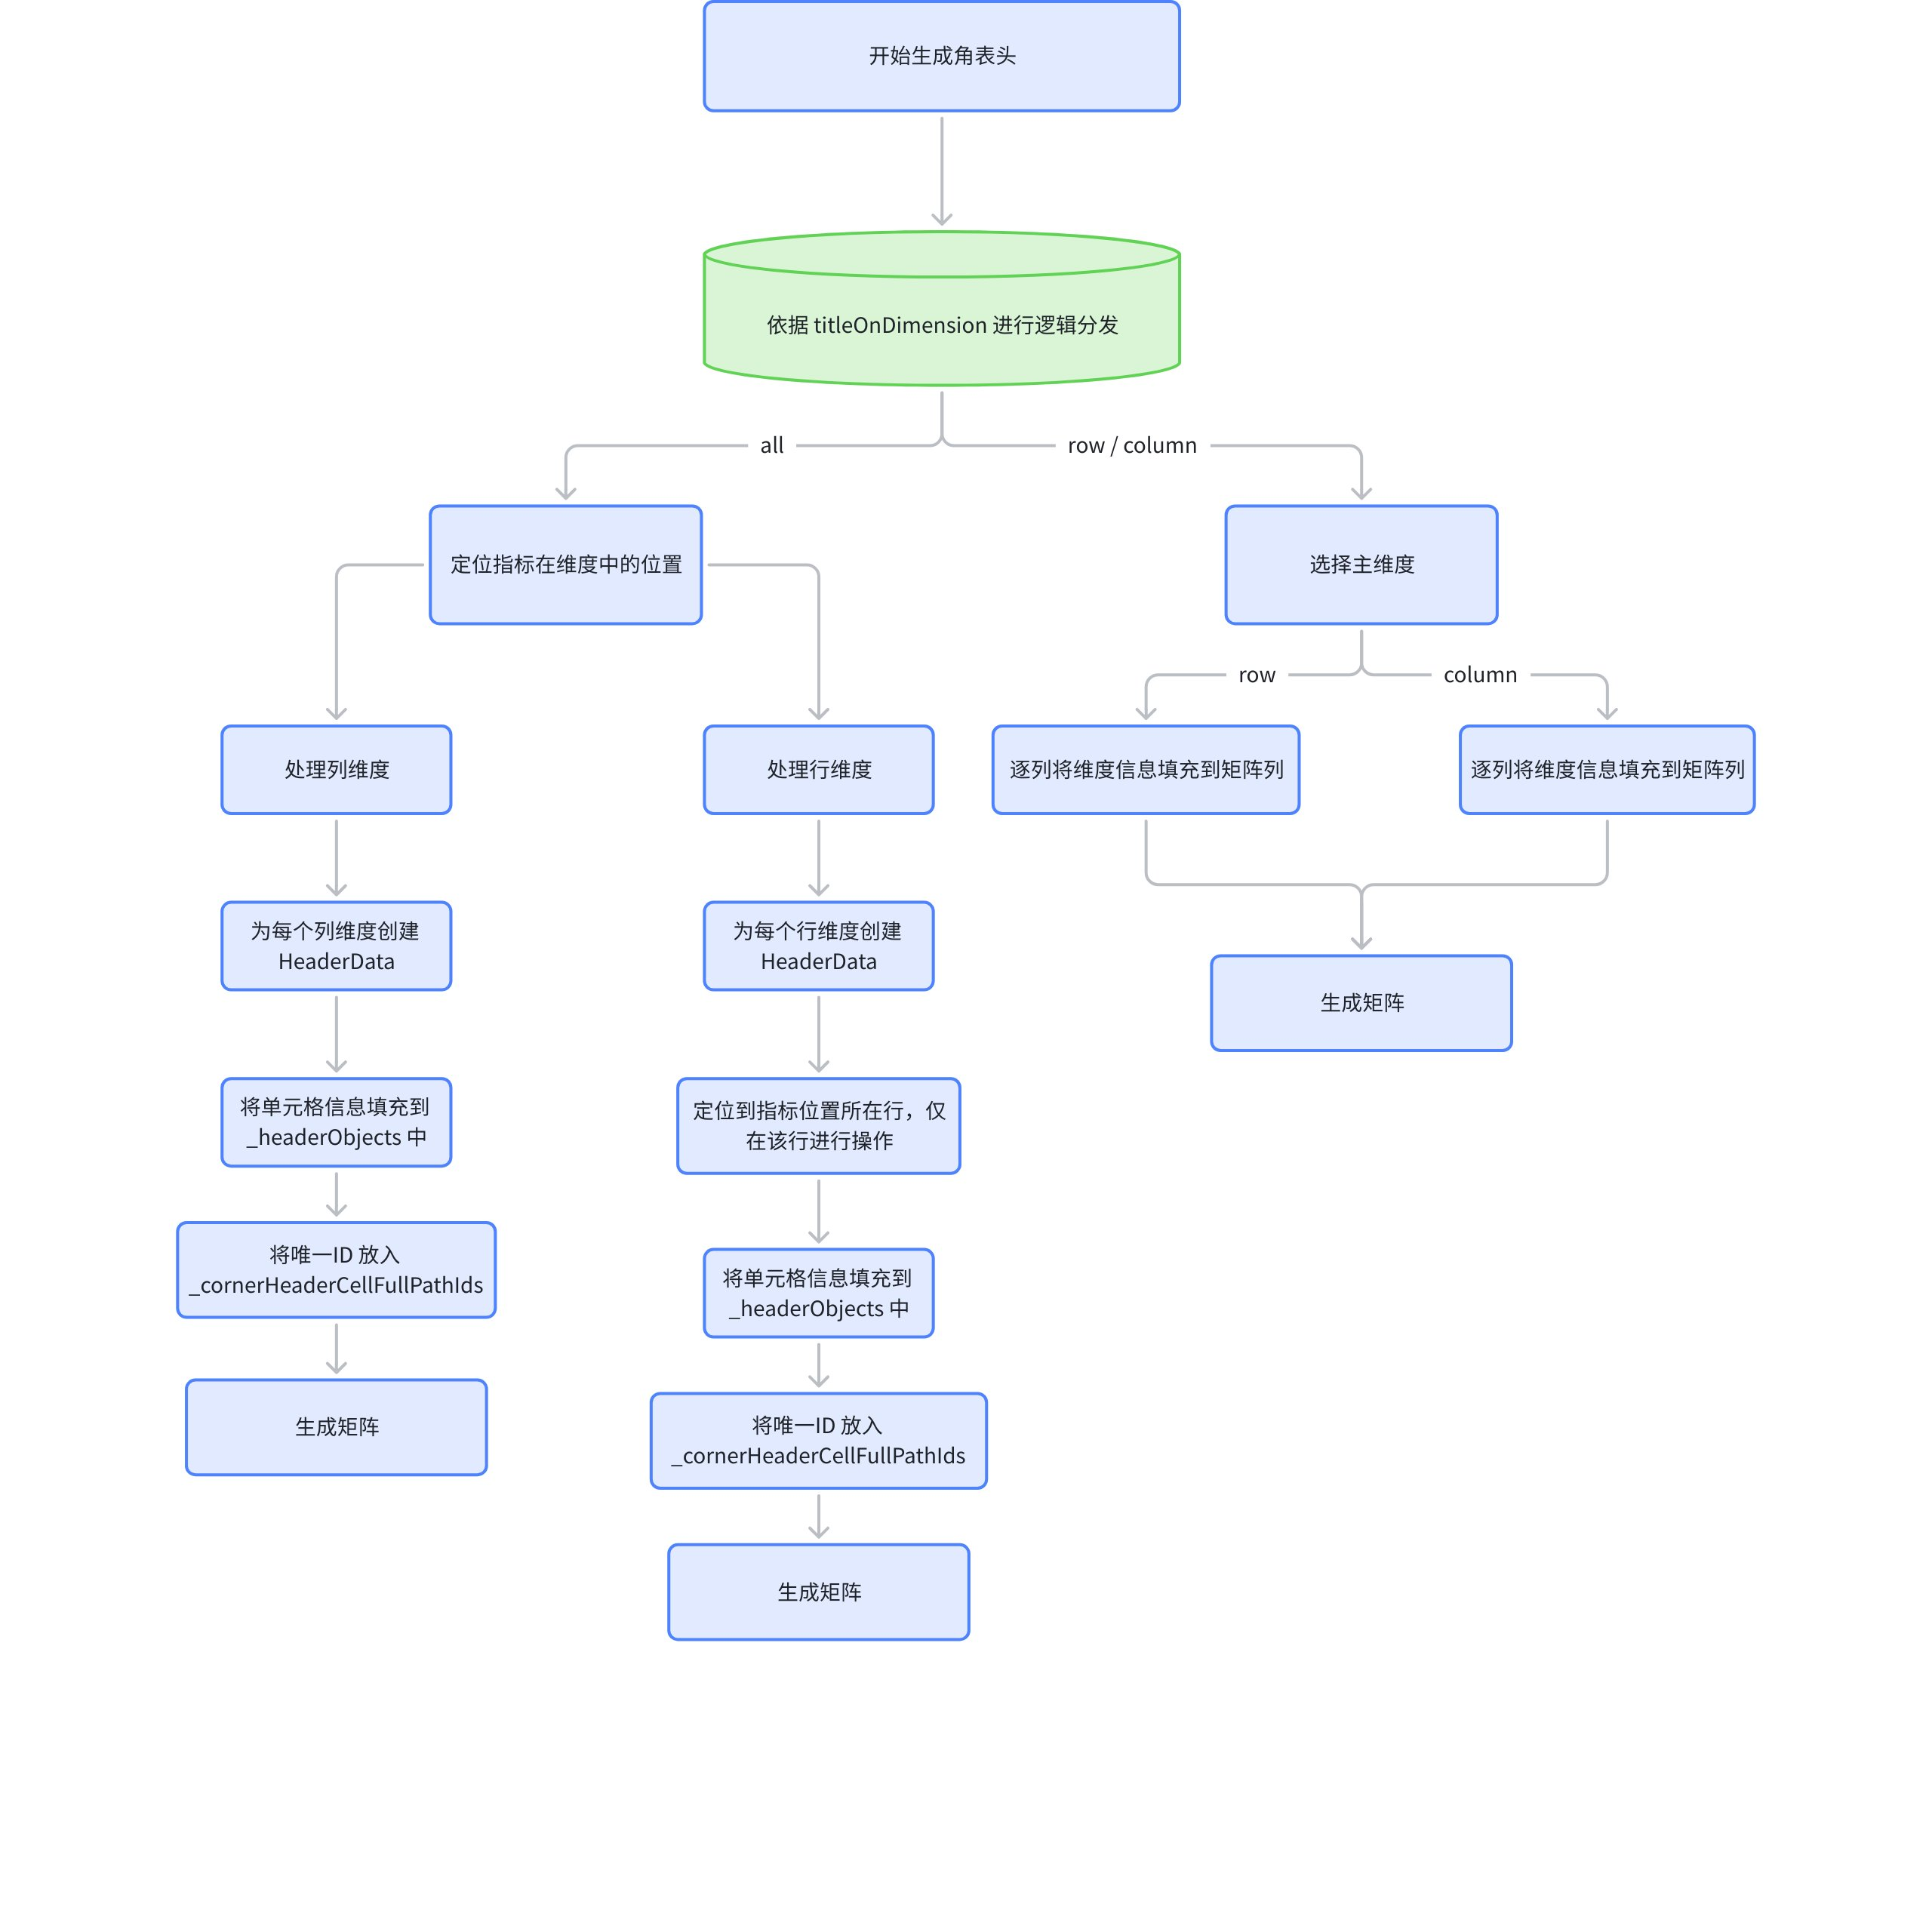 开始生成角表头
依据 titleOnDimension 进行逻辑分发
all
row / column
定位指标在维度中的位置
选择主维度
row
column
处理列维度
处理行维度
逐列将维度信息填充到矩阵列
逐列将维度信息填充到矩阵列
为每个列维度创建
HeaderData
为每个行维度创建
HeaderData
生成矩阵
将单元格信息填充到
_headerObjects 中
定位到指标位置所在行，仅
在该行进行操作
将唯一ID 放入
_cornerHeaderCellFullPathIds
将单元格信息填充到
_headerObjects 中
生成矩阵
将唯一ID 放入
_cornerHeaderCellFullPathIds
生成矩阵